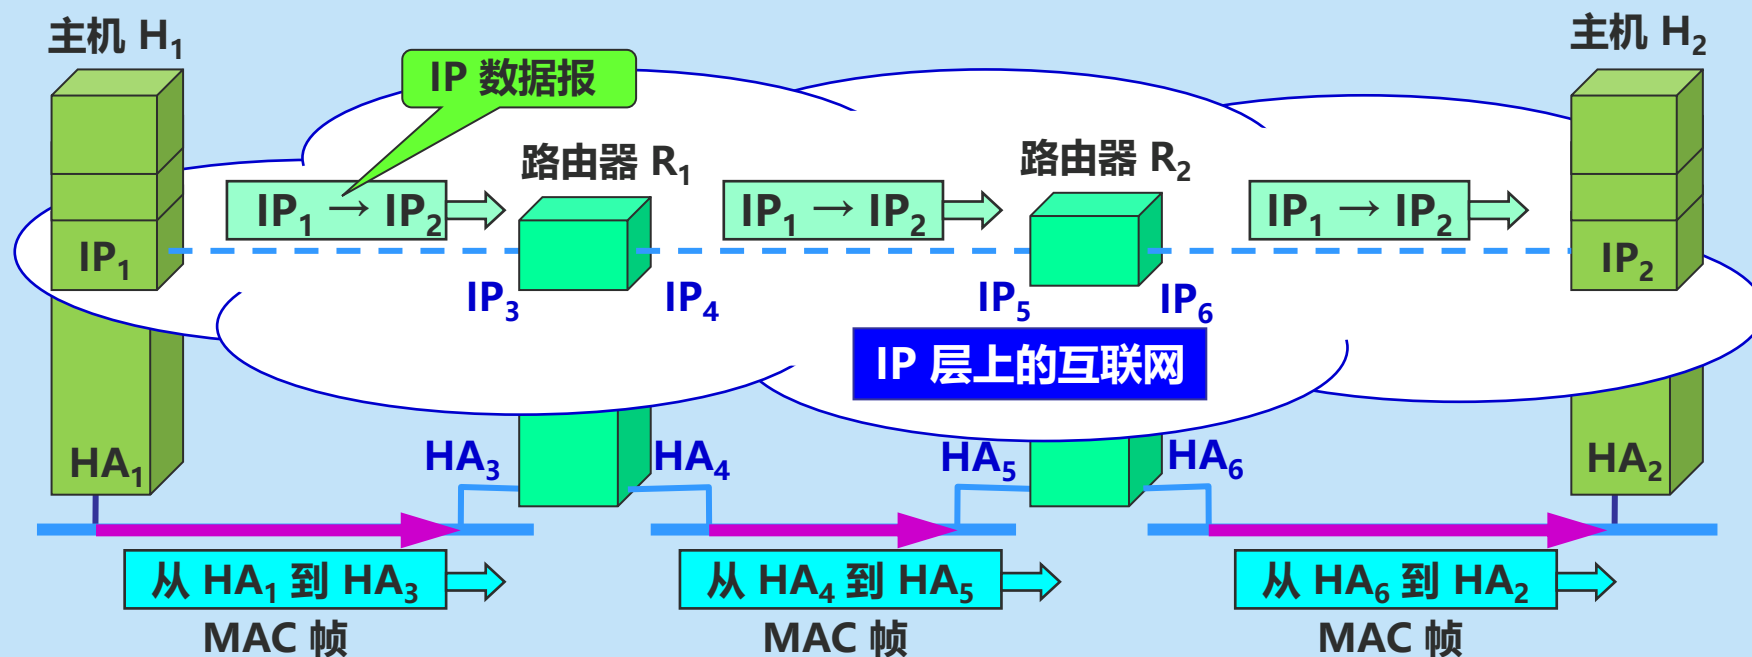 主机 H₁
主机 H₂
IP 数据报
路由器 R₁
路由器 R₂
IP₁ → IP₂
IP₁ → IP₂
IP₁ → IP₂
IP₁
IP₂
IP₃
IP₄
IP₅
IP₆
IP 层上的互联网
HA₁
HA₃
HA₄
HA₅
HA₆
HA₂
从 HA₁ 到 HA₃
从 HA₄ 到 HA₅
从 HA₆ 到 HA₂
MAC 帧
MAC 帧
MAC 帧